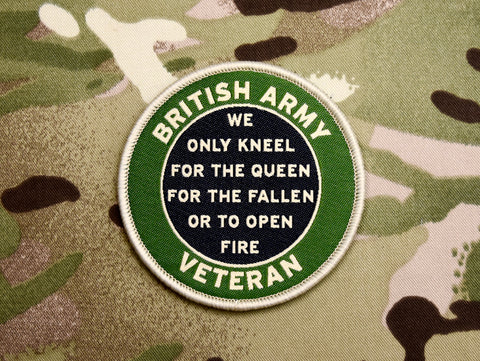 BRITISH ARMY
WE
ONLY KNEEL
FOR THE QUEEN
FOR THE FALLEN
OR TO OPEN
FIRE
VETERAN